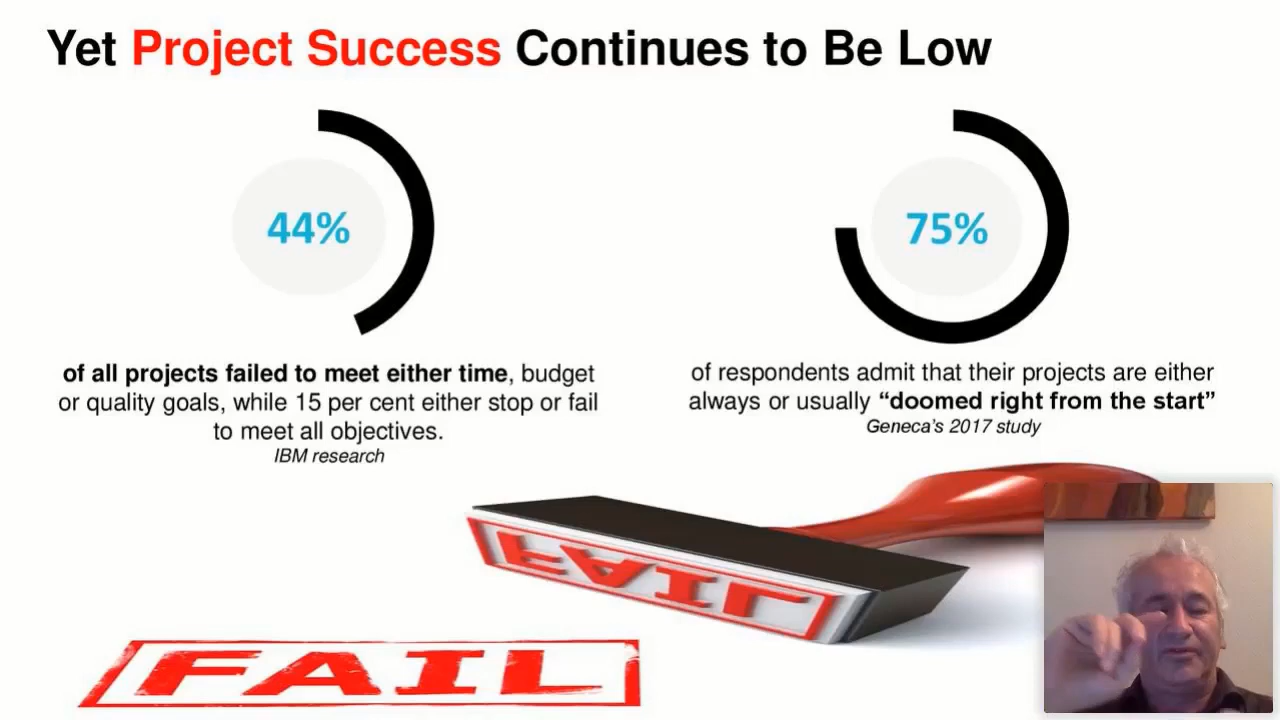 Yet Project Success Continues to Be Low
44%
of all projects failed to meet either time, budget
or quality goals, while 15 per cent either stop or fail
to meet all objectives.
IBM research
75%
of respondents admit that their projects are either
always or usually “doomed right from the start”
Geneca’s 2017 study
FAIL
FAIL